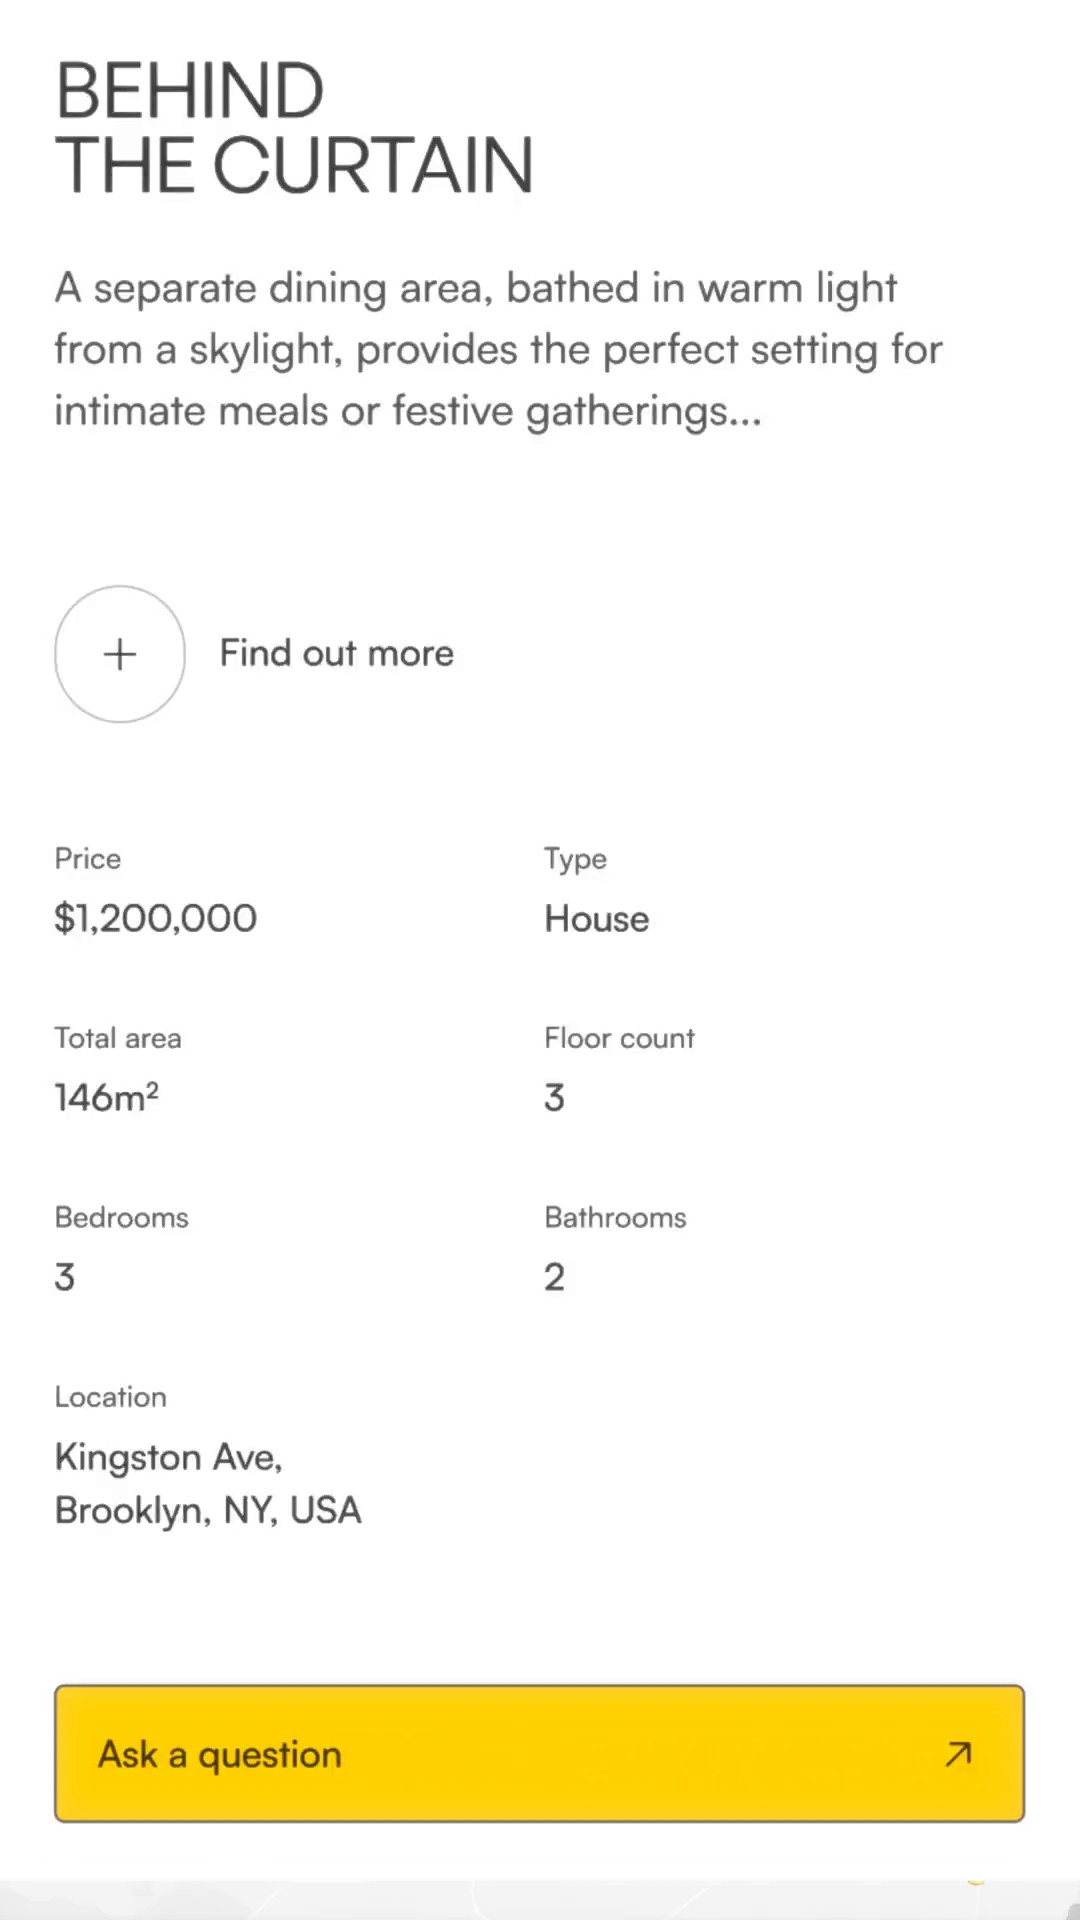 BEHIND
THE CURTAIN
A separate dining area, bathed in warm light
from a skylight, provides the perfect setting for
intimate meals or festive gatherings...
Find out more
Price
Type
$1,200,000
House
Total area
Floor count
146m²
3
Bedrooms
Bathrooms
3
2
Location
Kingston Ave,
Brooklyn, NY, USA
Ask a question